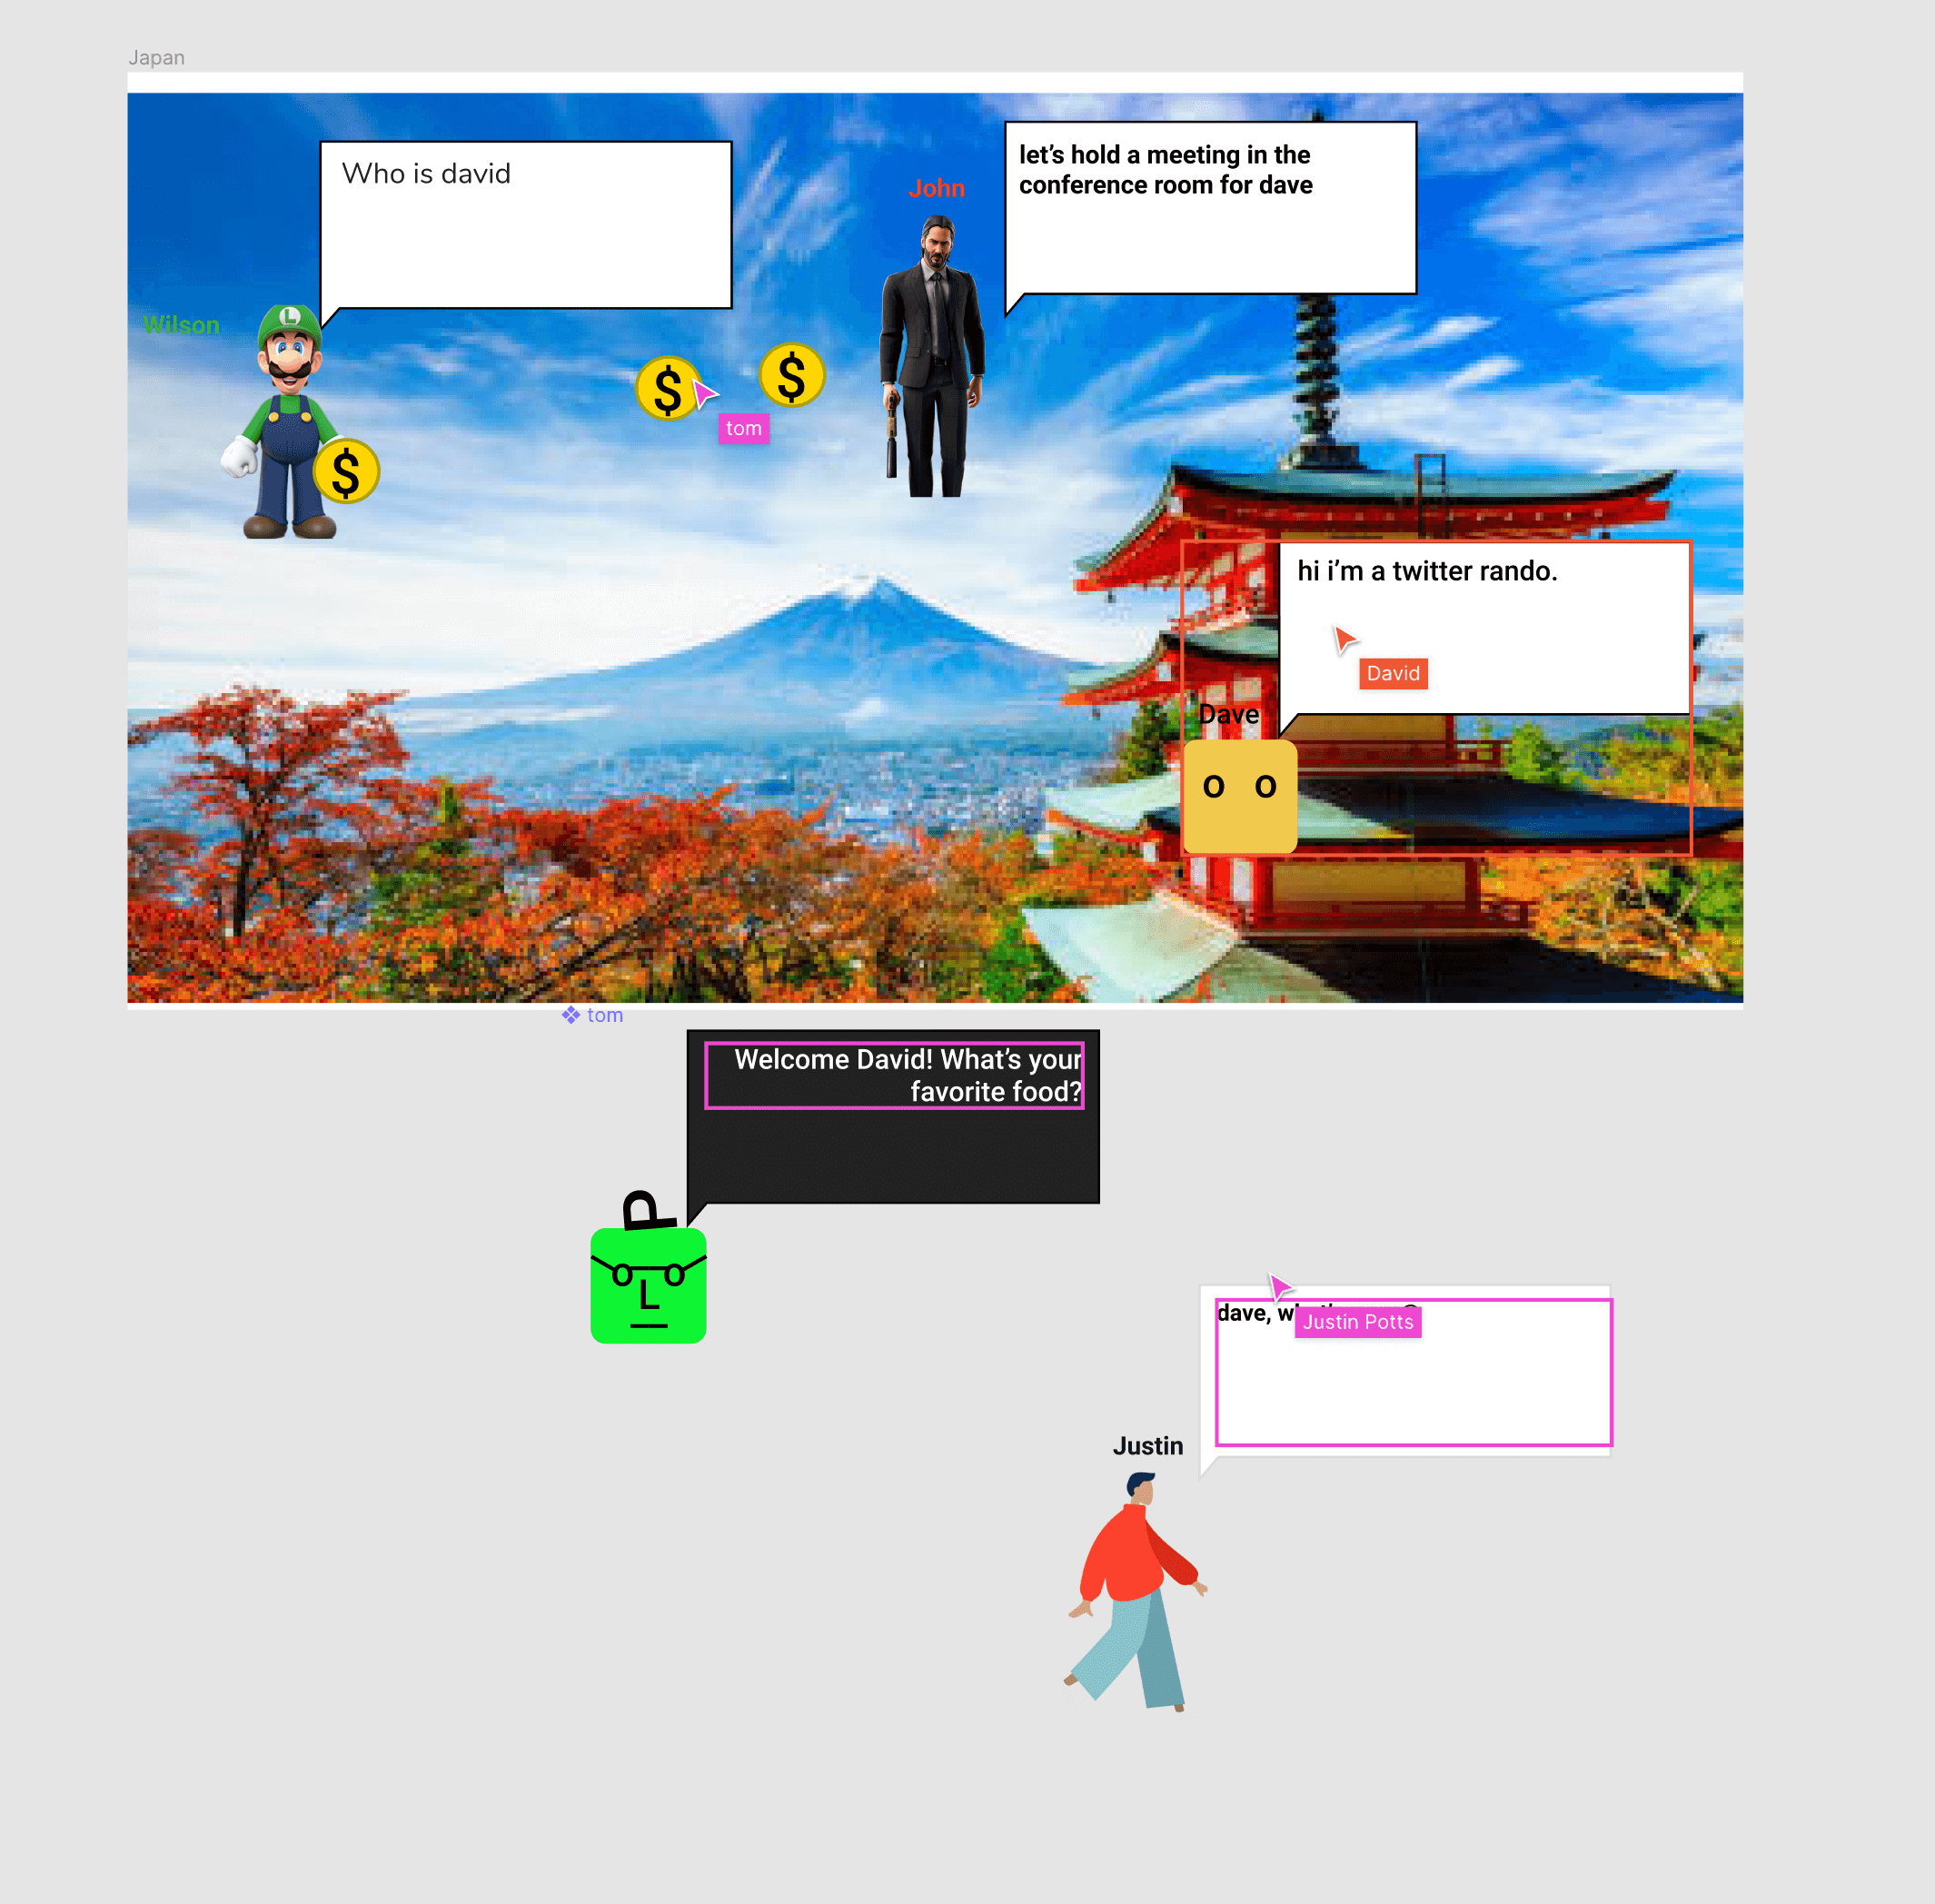 Japan
Who is david
let’s hold a meeting in the
conference room for dave
John
Wilson
L
$
$
tom
$
hi i’m a twitter rando.
David
Dave
o o
tom
Welcome David! What’s your
favorite food?
P
o o
L
dave,
Justin Potts
Justin